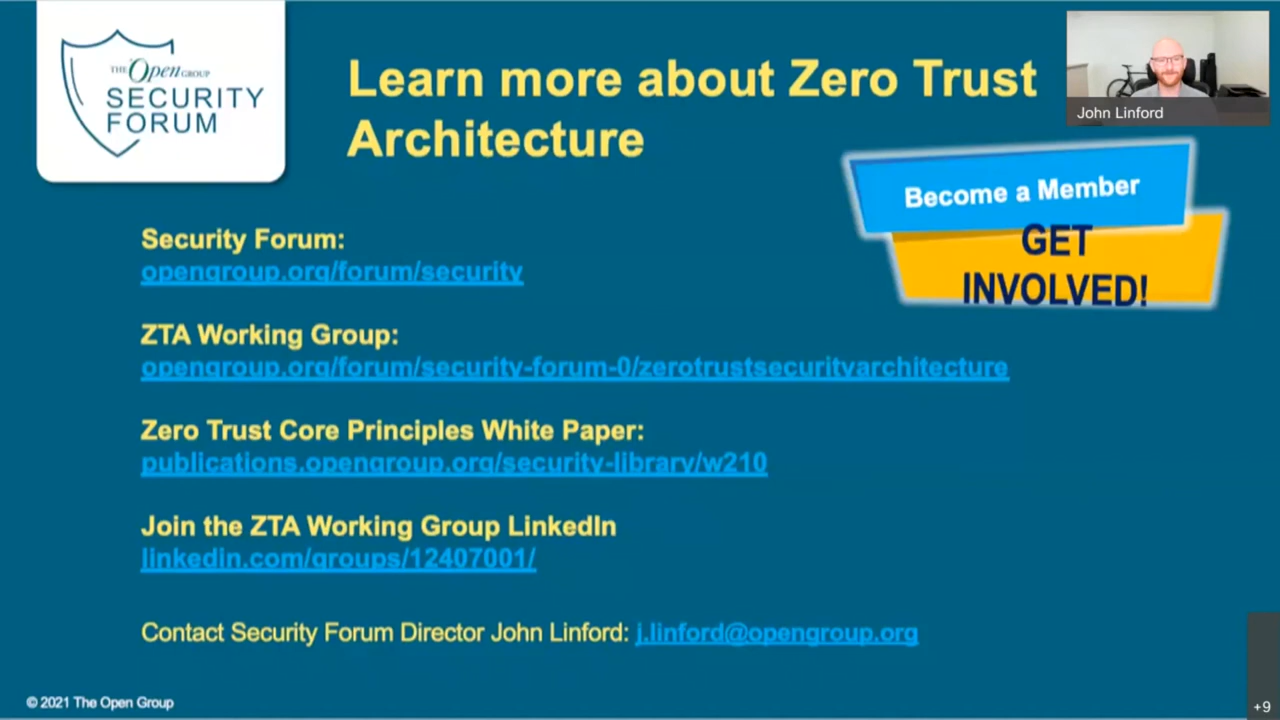 THE Open GROUP
SECURITY
FORUM
Learn more about Zero Trust
Architecture
John Linford
Become a Member
GET
INVOLVED!
Security Forum:
opengroup.org/forum/security
ZTA Working Group:
opengroup.org/forum/security-forum-0/zerotrustsecurityarchitecture
Zero Trust Core Principles White Paper:
publications.opengroup.org/security-library/w210
Join the ZTA Working Group LinkedIn
linkedin.com/groups/12407001/
Contact Security Forum Director John Linford: j.linford@opengroup.org
© 2021 The Open Group
+9